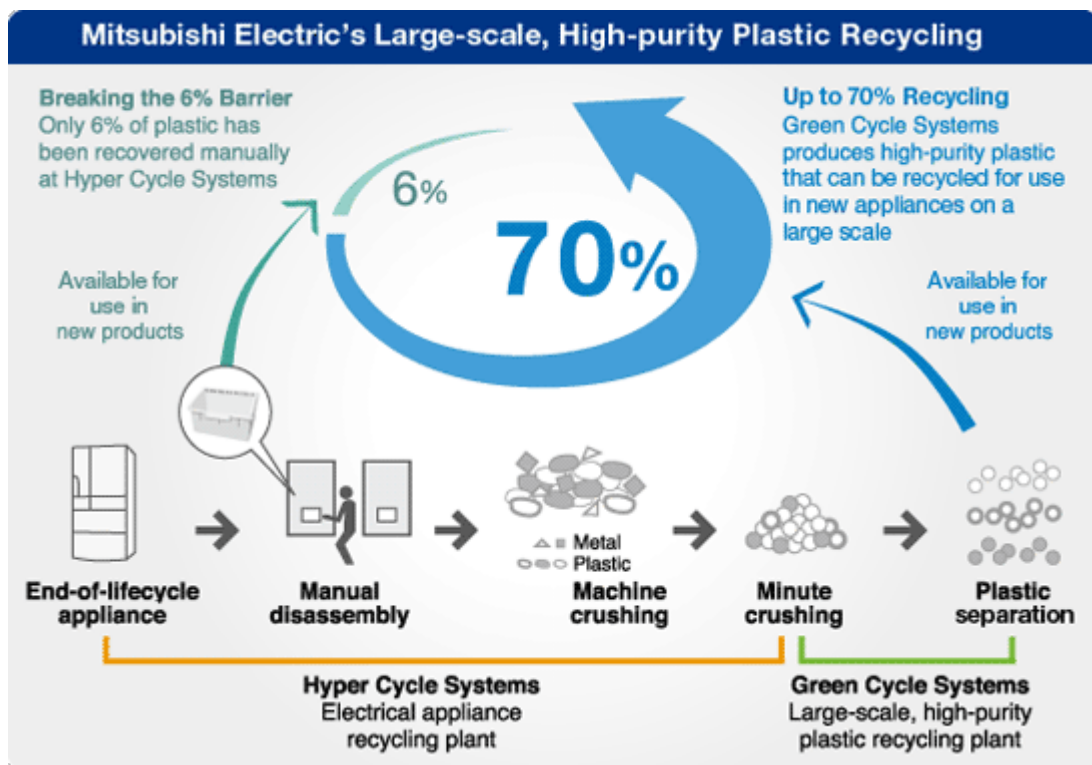 Mitsubishi Electric's Large-scale, High-purity Plastic Recycling
Breaking the 6% Barrier
Only 6% of plastic has
been recovered manually
at Hyper Cycle Systems
6%
70%
Up to 70% Recycling
Green Cycle Systems
produces high-purity plastic
that can be recycled for use
in new appliances on a
large scale
Available for
use in
new products
Available for
use in
new products
Metal
Plastic
End-of-lifecycle
appliance
Manual
disassembly
Machine
crushing
Minute
crushing
Plastic
separation
Hyper Cycle Systems
Electrical appliance
recycling plant
Green Cycle Systems
Large-scale, high-purity
plastic recycling plant